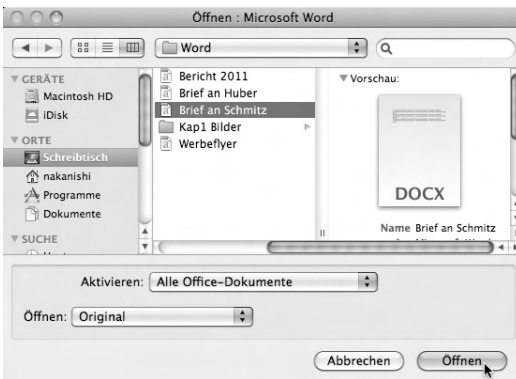 Öffnen : Microsoft Word
Word
GERÄTE
Macintosh HD
iDisk
ORTE
Schreibtisch
nakanishi
Programme
Dokumente
SUCHE
Bericht 2011
Brief an Huber
Brief an Schmitz
Kap1 Bilder
Werbeflyer
Vorschau:
DOCX
Name Brief an Schmitz
Aktivieren: Alle Office-Dokumente
Öffnen: Original
Abbrechen Öffnen